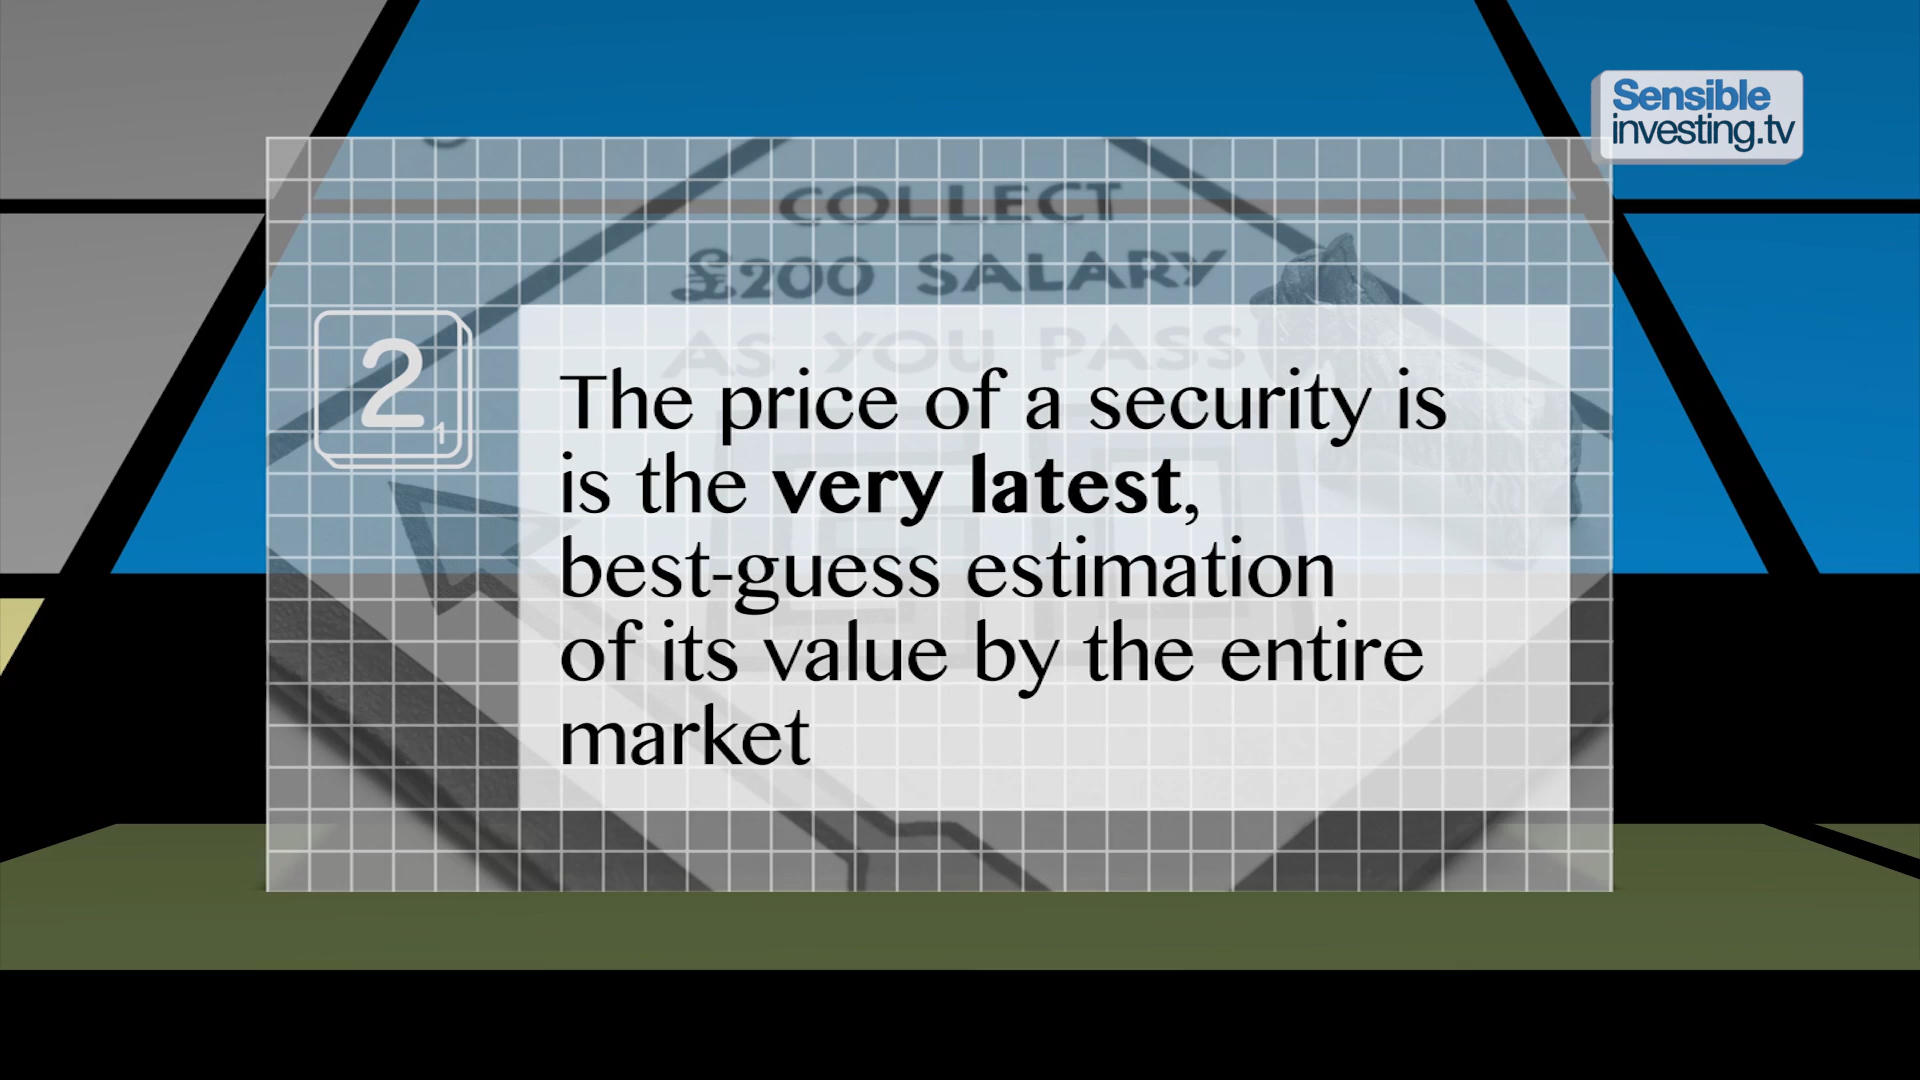 Sensible
investing.tv
COLLECT
£200 SALARY
AS YOU PASS
2
1
The price of a security is
is the very latest,
best-guess estimation
of its value by the entire
market